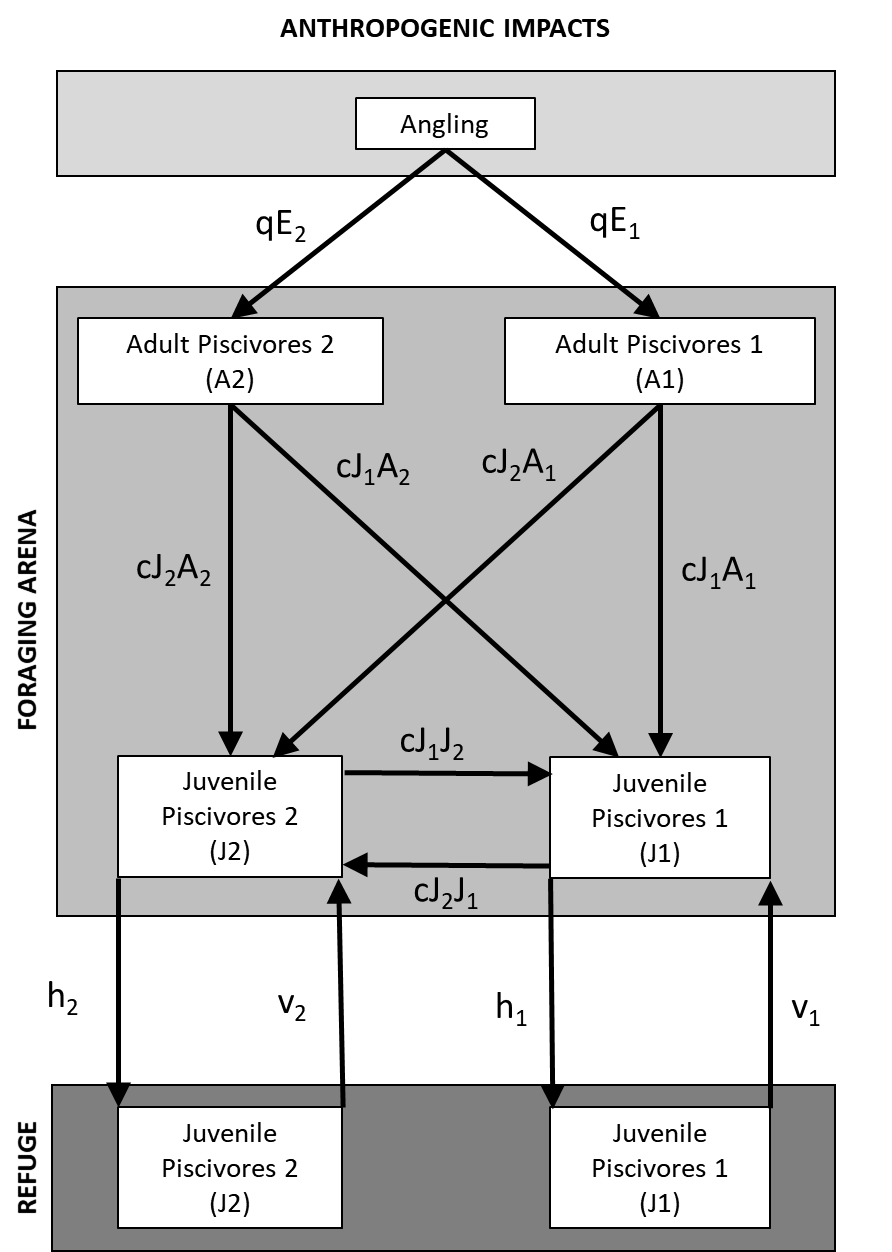 ANTHROPOGENIC IMPACTS
Angling
qE₂
qE₁
Adult Piscivores 2
(A2)
Adult Piscivores 1
(A1)
cJ₁A₂
cJ₂A₁
cJ₂A₂
cJ₁A₁
FORAGING ARENA
cJ₁J₂
Juvenile
Piscivores 2
(J2)
Juvenile
Piscivores 1
(J1)
cJ₂J₁
h₂
v₂
h₁
v₁
REFUGE
Juvenile
Piscivores 2
(J2)
Juvenile
Piscivores 1
(J1)